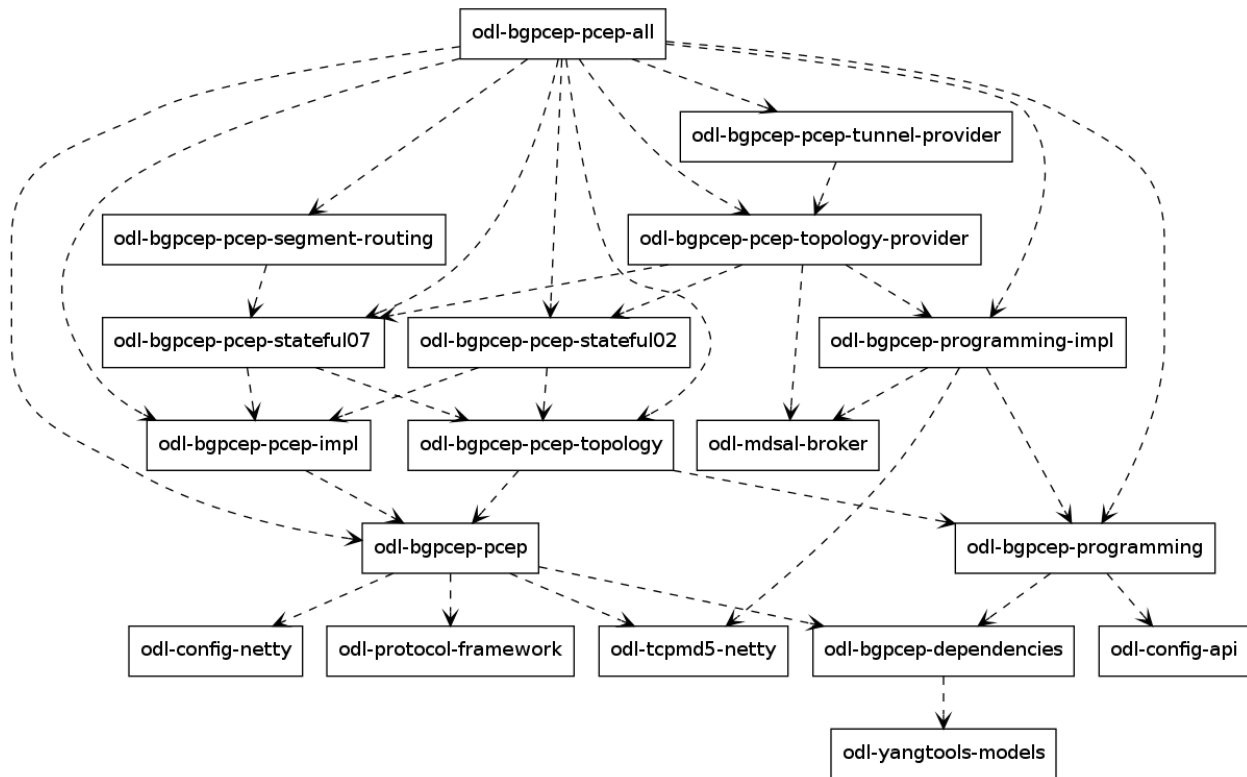 odl-bgpcep-pcep-all
odl-bgpcep-pcep-tunnel-provider
odl-bgpcep-pcep-segment-routing
odl-bgpcep-pcep-topology-provider
odl-bgpcep-pcep-stateful07
odl-bgpcep-pcep-stateful02
odl-bgpcep-programming-impl
odl-bgpcep-pcep-impl
odl-bgpcep-pcep-topology
odl-mdsal-broker
odl-bgpcep-pcep
odl-bgpcep-programming
odl-config-netty
odl-protocol-framework
odl-tcpmd5-netty
odl-bgpcep-dependencies
odl-config-api
odl-yangtools-models